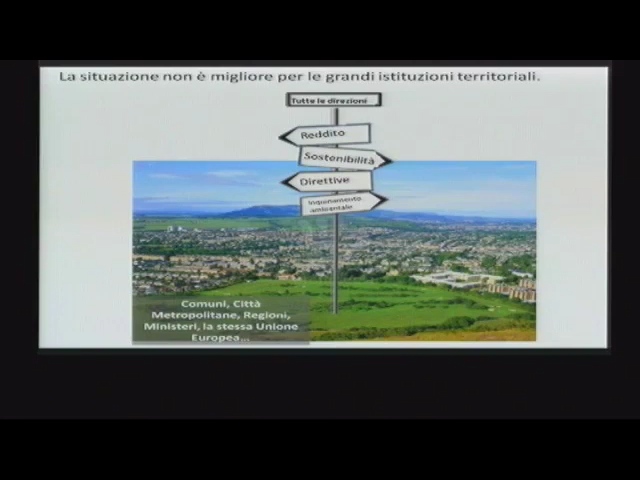 La situazione non è migliore per le grandi istituzioni territoriali.
Tutte le direzioni
Reddito
Sostenibilità
Direttive
Inquinamento
ambientale
Comuni, Città
Metropolitane, Regioni,
Ministeri, la stessa Unione
Europea...